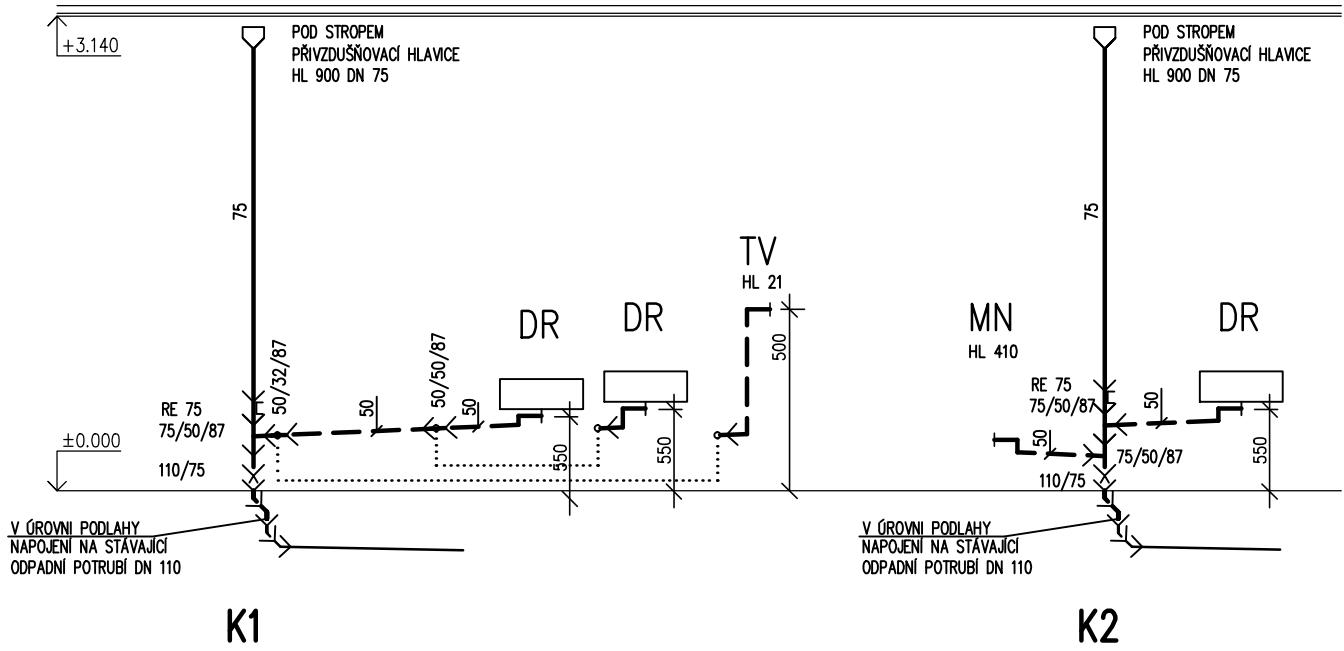 +3.140
POD STROPEM
PŘIVZDUŠŇOVACÍ HLAVICE
HL 900 DN 75
75
TV
HL 21
DR
DR
500
50/32/87
50/50/87
50
50
RE 75
75/50/87
±0.000
110/75
550
550
V ÚROVNI PODLAHY
NAPOJENÍ NA STÁVAJÍCÍ
ODPADNÍ POTRUBÍ DN 110
K1
POD STROPEM
PŘIVZDUŠŇOVACÍ HLAVICE
HL 900 DN 75
75
MN
HL 410
DR
RE 75
75/50/87
50
50
75/50/87
110/75
550
V ÚROVNI PODLAHY
NAPOJENÍ NA STÁVAJÍCÍ
ODPADNÍ POTRUBÍ DN 110
K2